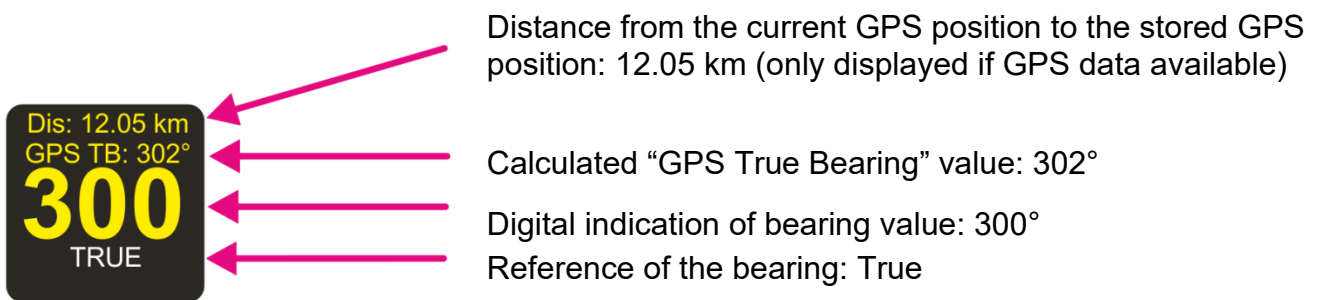 Distance from the current GPS position to the stored GPS
position: 12.05 km (only displayed if GPS data available)
Dis: 12.05 km
GPS TB: 302°
300
TRUE
Calculated “GPS True Bearing” value: 302°
Digital indication of bearing value: 300°
Reference of the bearing: True